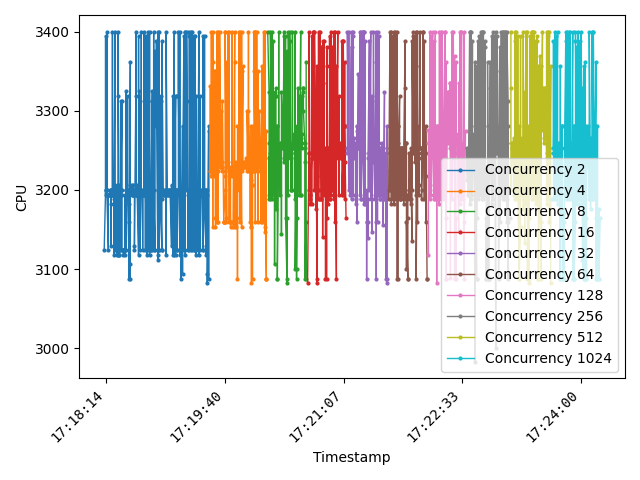 3400
3300
3200
3100
3000
CPU
Concurrency 2
Concurrency 4
Concurrency 8
Concurrency 16
Concurrency 32
Concurrency 64
Concurrency 128
Concurrency 256
Concurrency 512
Concurrency 1024
17:18:14
17:19:40
17:21:07
17:22:33
17:24:00
Timestamp